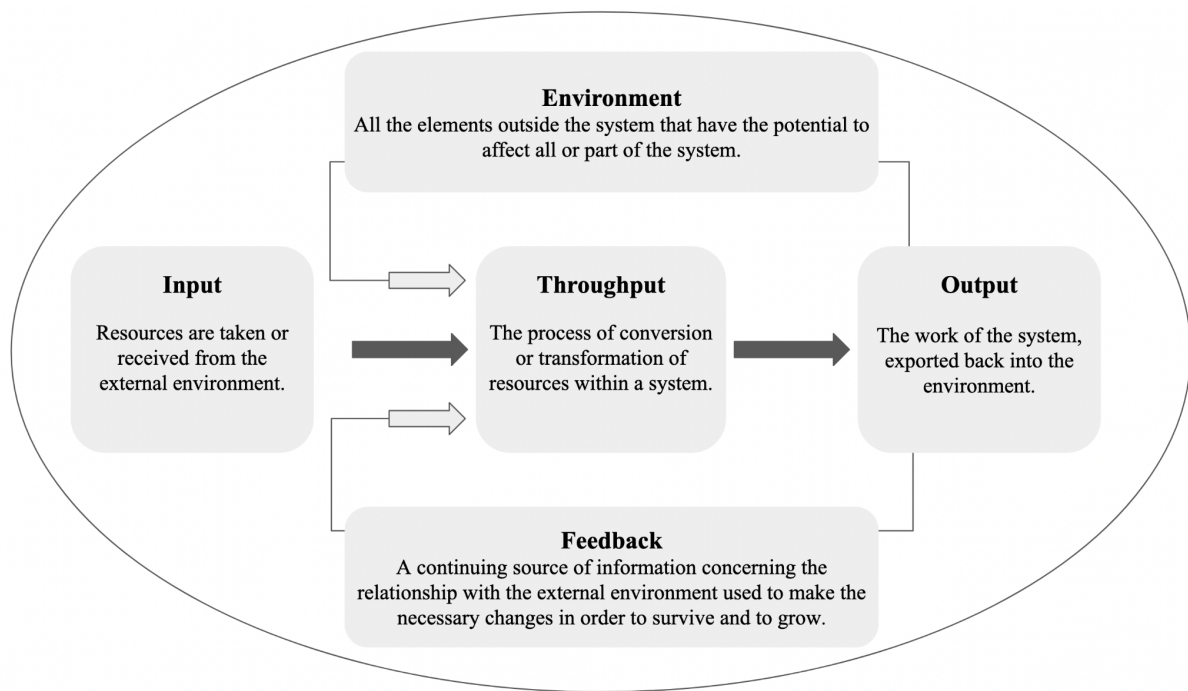 Environment
All the elements outside the system that have the potential to
affect all or part of the system.
Input
Resources are taken or
received from the
external environment.
Throughput
The process of conversion
or transformation of
resources within a system.
Output
The work of the system,
exported back into the
environment.
Feedback
A continuing source of information concerning the
relationship with the external environment used to make the
necessary changes in order to survive and to grow.